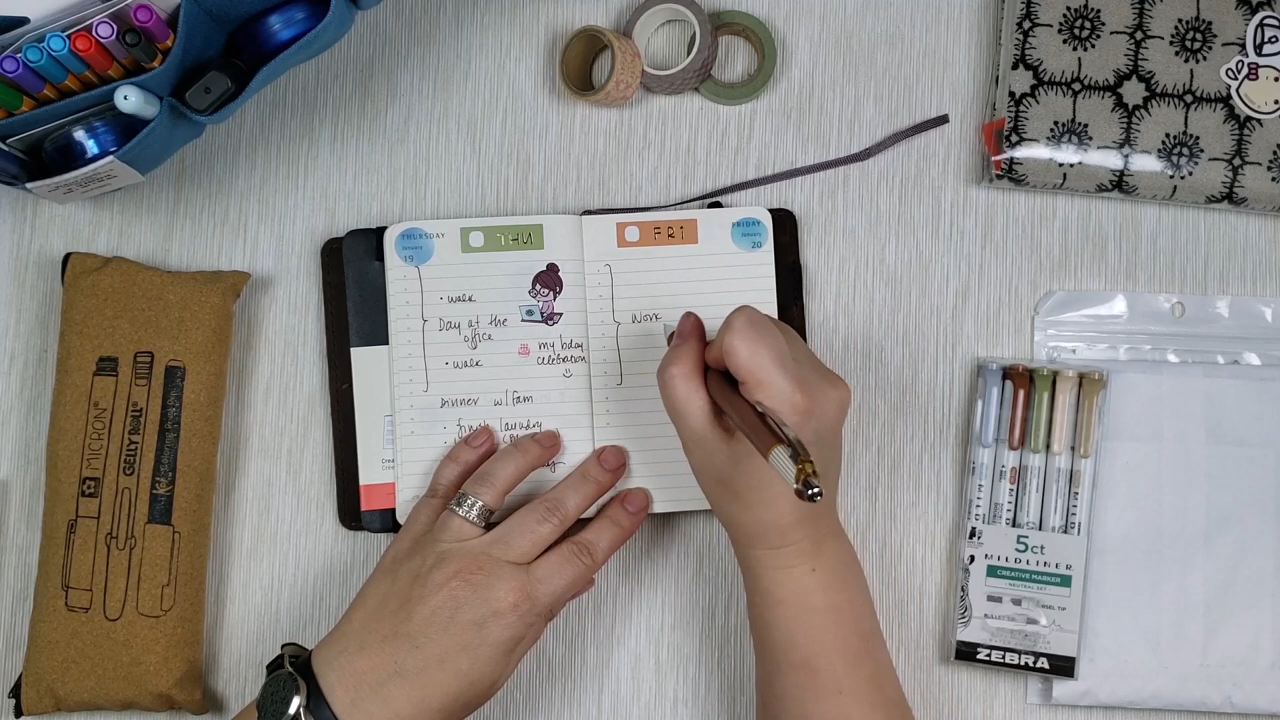 THURSDAY
January
19
THU
• walk
Day at the
office
my bday
celebration
• walk
Dinner w/ fam
laundry
FRI
FRIDAY
January
20
Work
MICRON
GELLY ROLL
5ct
MILDLINER
CREATIVE MARKER
NEUTRAL SET
ZEBRA